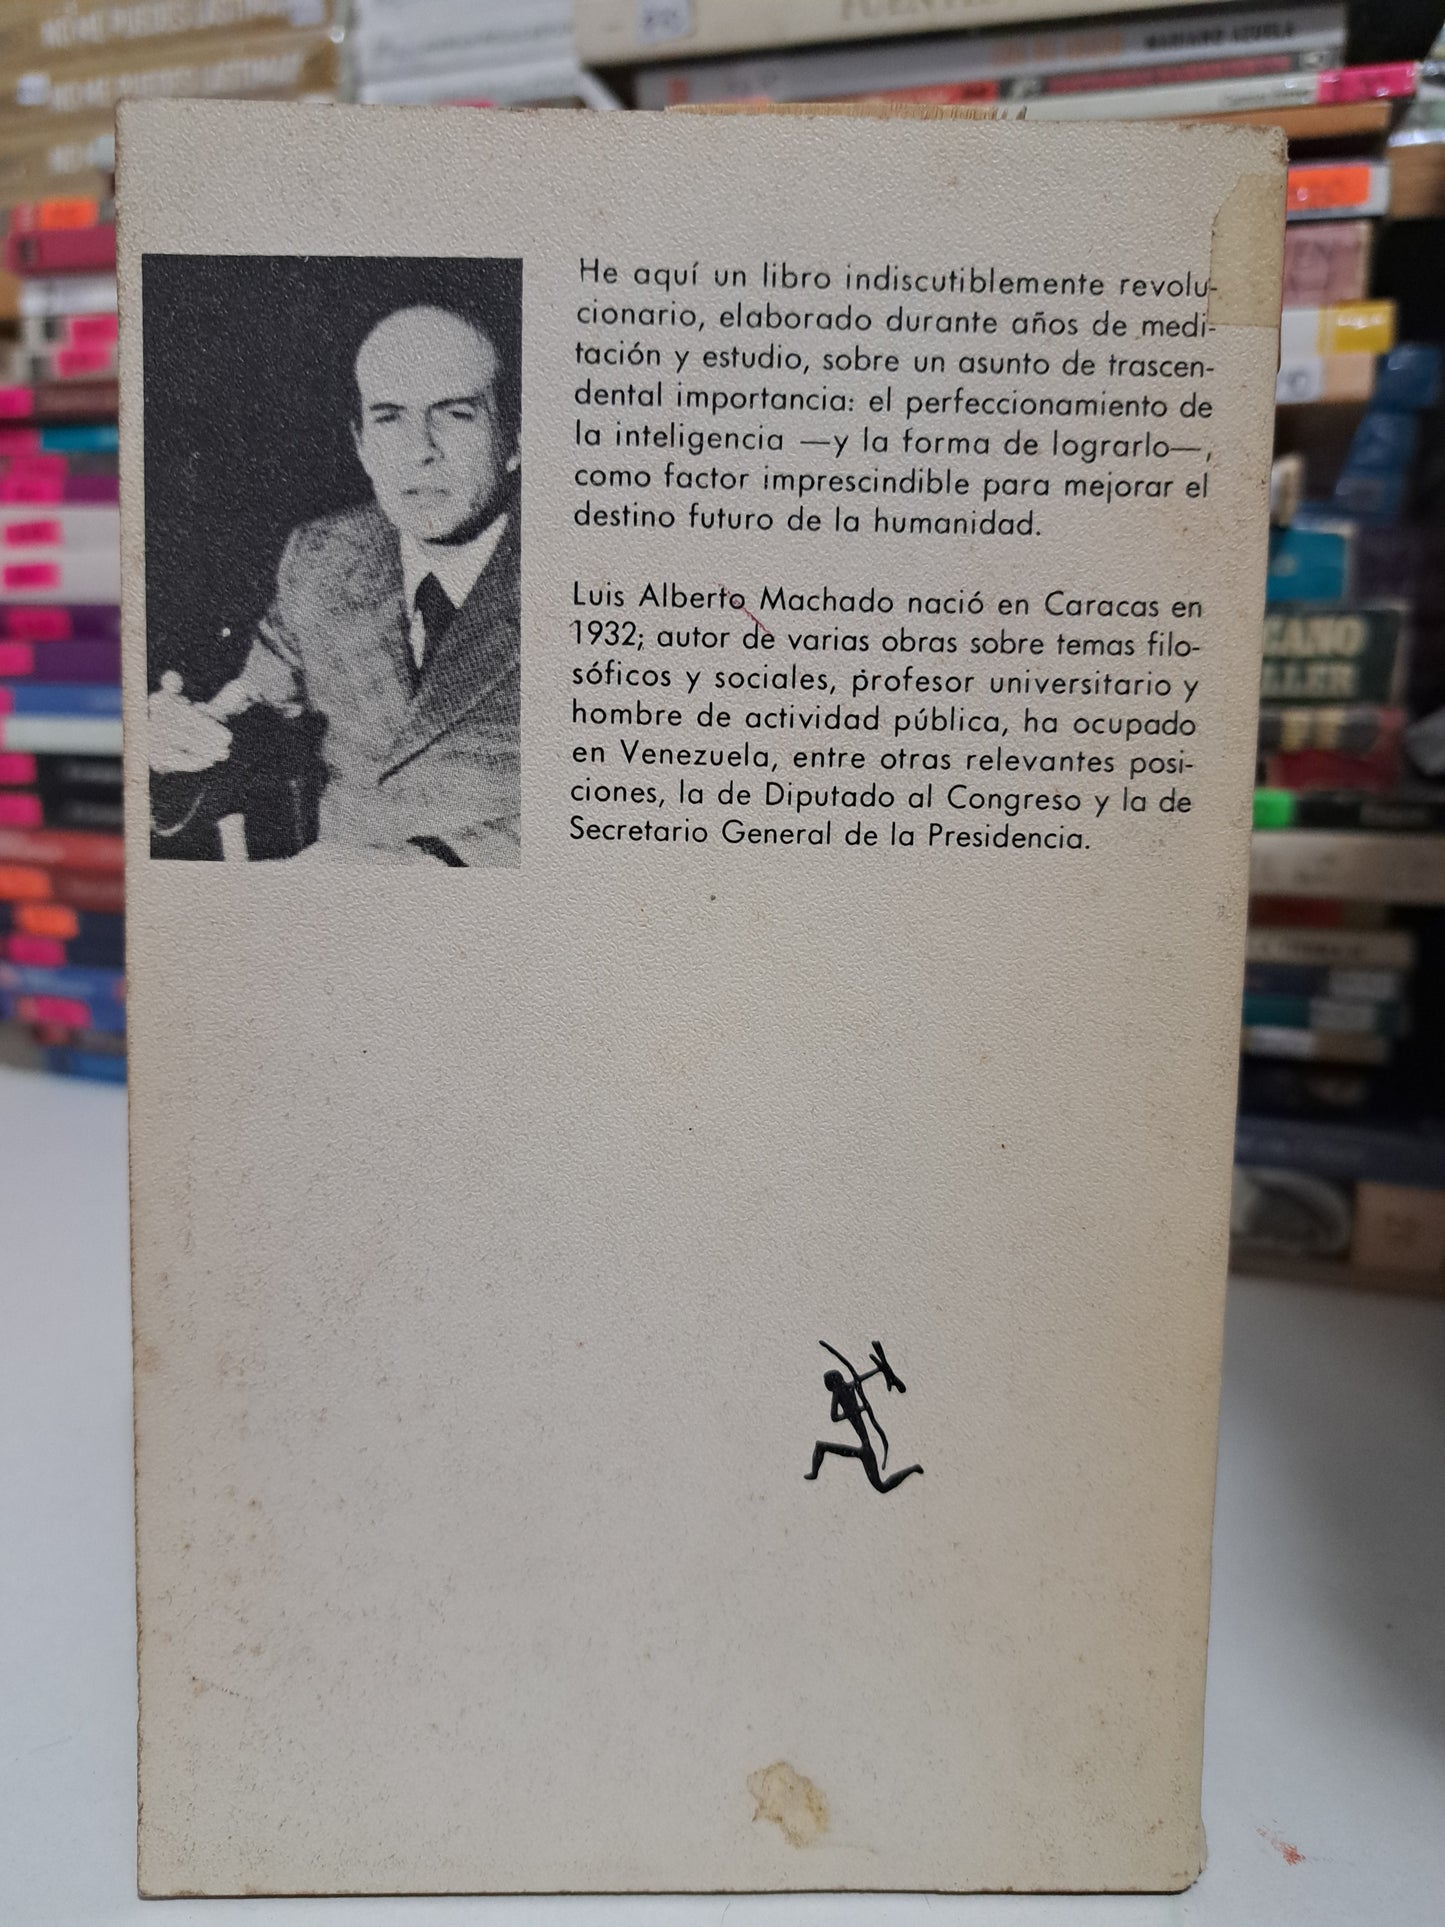 MARIANO AZUELA
He aquí un libro indiscutiblemente revolu-
cionario, elaborado durante años de medi-
tación y estudio, sobre un asunto de trascen-
dental importancia: el perfeccionamiento de
la inteligencia —y la forma de lograrlo—,
como factor imprescindible para mejorar el
destino futuro de la humanidad.
Luis Alberto Machado nació en Caracas en
1932; autor de varias obras sobre temas filo-
sóficos y sociales, profesor universitario y
hombre de actividad pública, ha ocupado
en Venezuela, entre otras relevantes posi-
ciones, la de Diputado al Congreso y la de
Secretario General de la Presidencia.